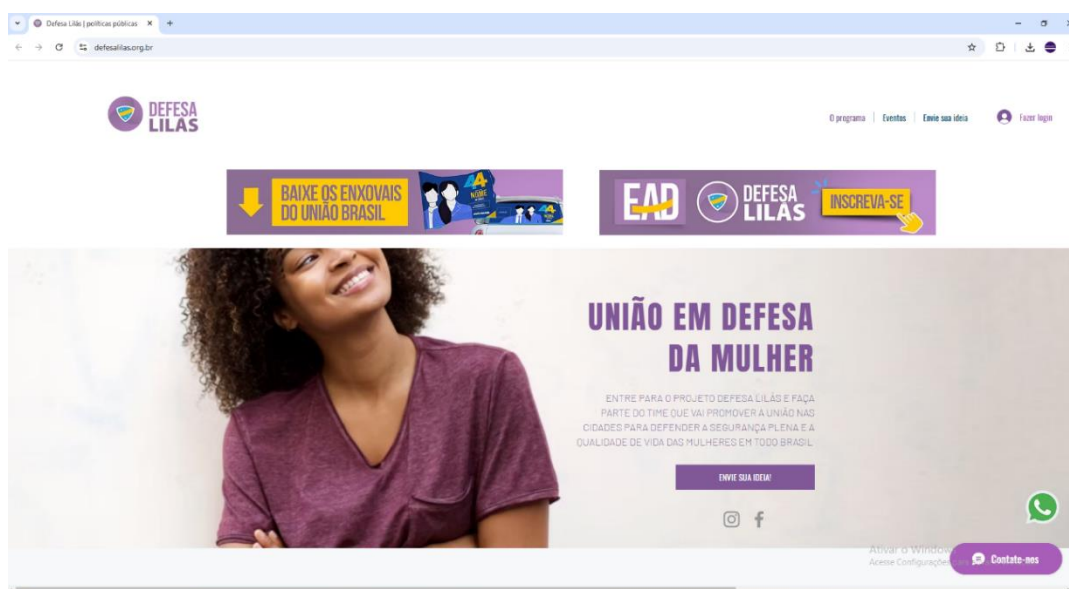 Defesa Lilás | políticas públicas
defesalilas.org.br
DEFESA
LILÁS
O programa
Eventos
Envie sua ideia
Fazer login
BAIXE OS ENXOVAIS
DO UNIÃO BRASIL
44
NOME
44
EAD
DEFESA
LILÁS
INSCREVA-SE
UNIÃO EM DEFESA
DA MULHER
ENTRE PARA O PROJETO DEFESA LILÁS E FAÇA
PARTE DO TIME QUE VAI PROMOVER A UNIÃO NAS
CIDADES PARA DEFENDER A SEGURANÇA PLENA E A
QUALIDADE DE VIDA DAS MULHERES EM TODO BRASIL
ENVIE SUA IDEIA!
Ativar o Windows
Acesse Configurações
Contate-nos